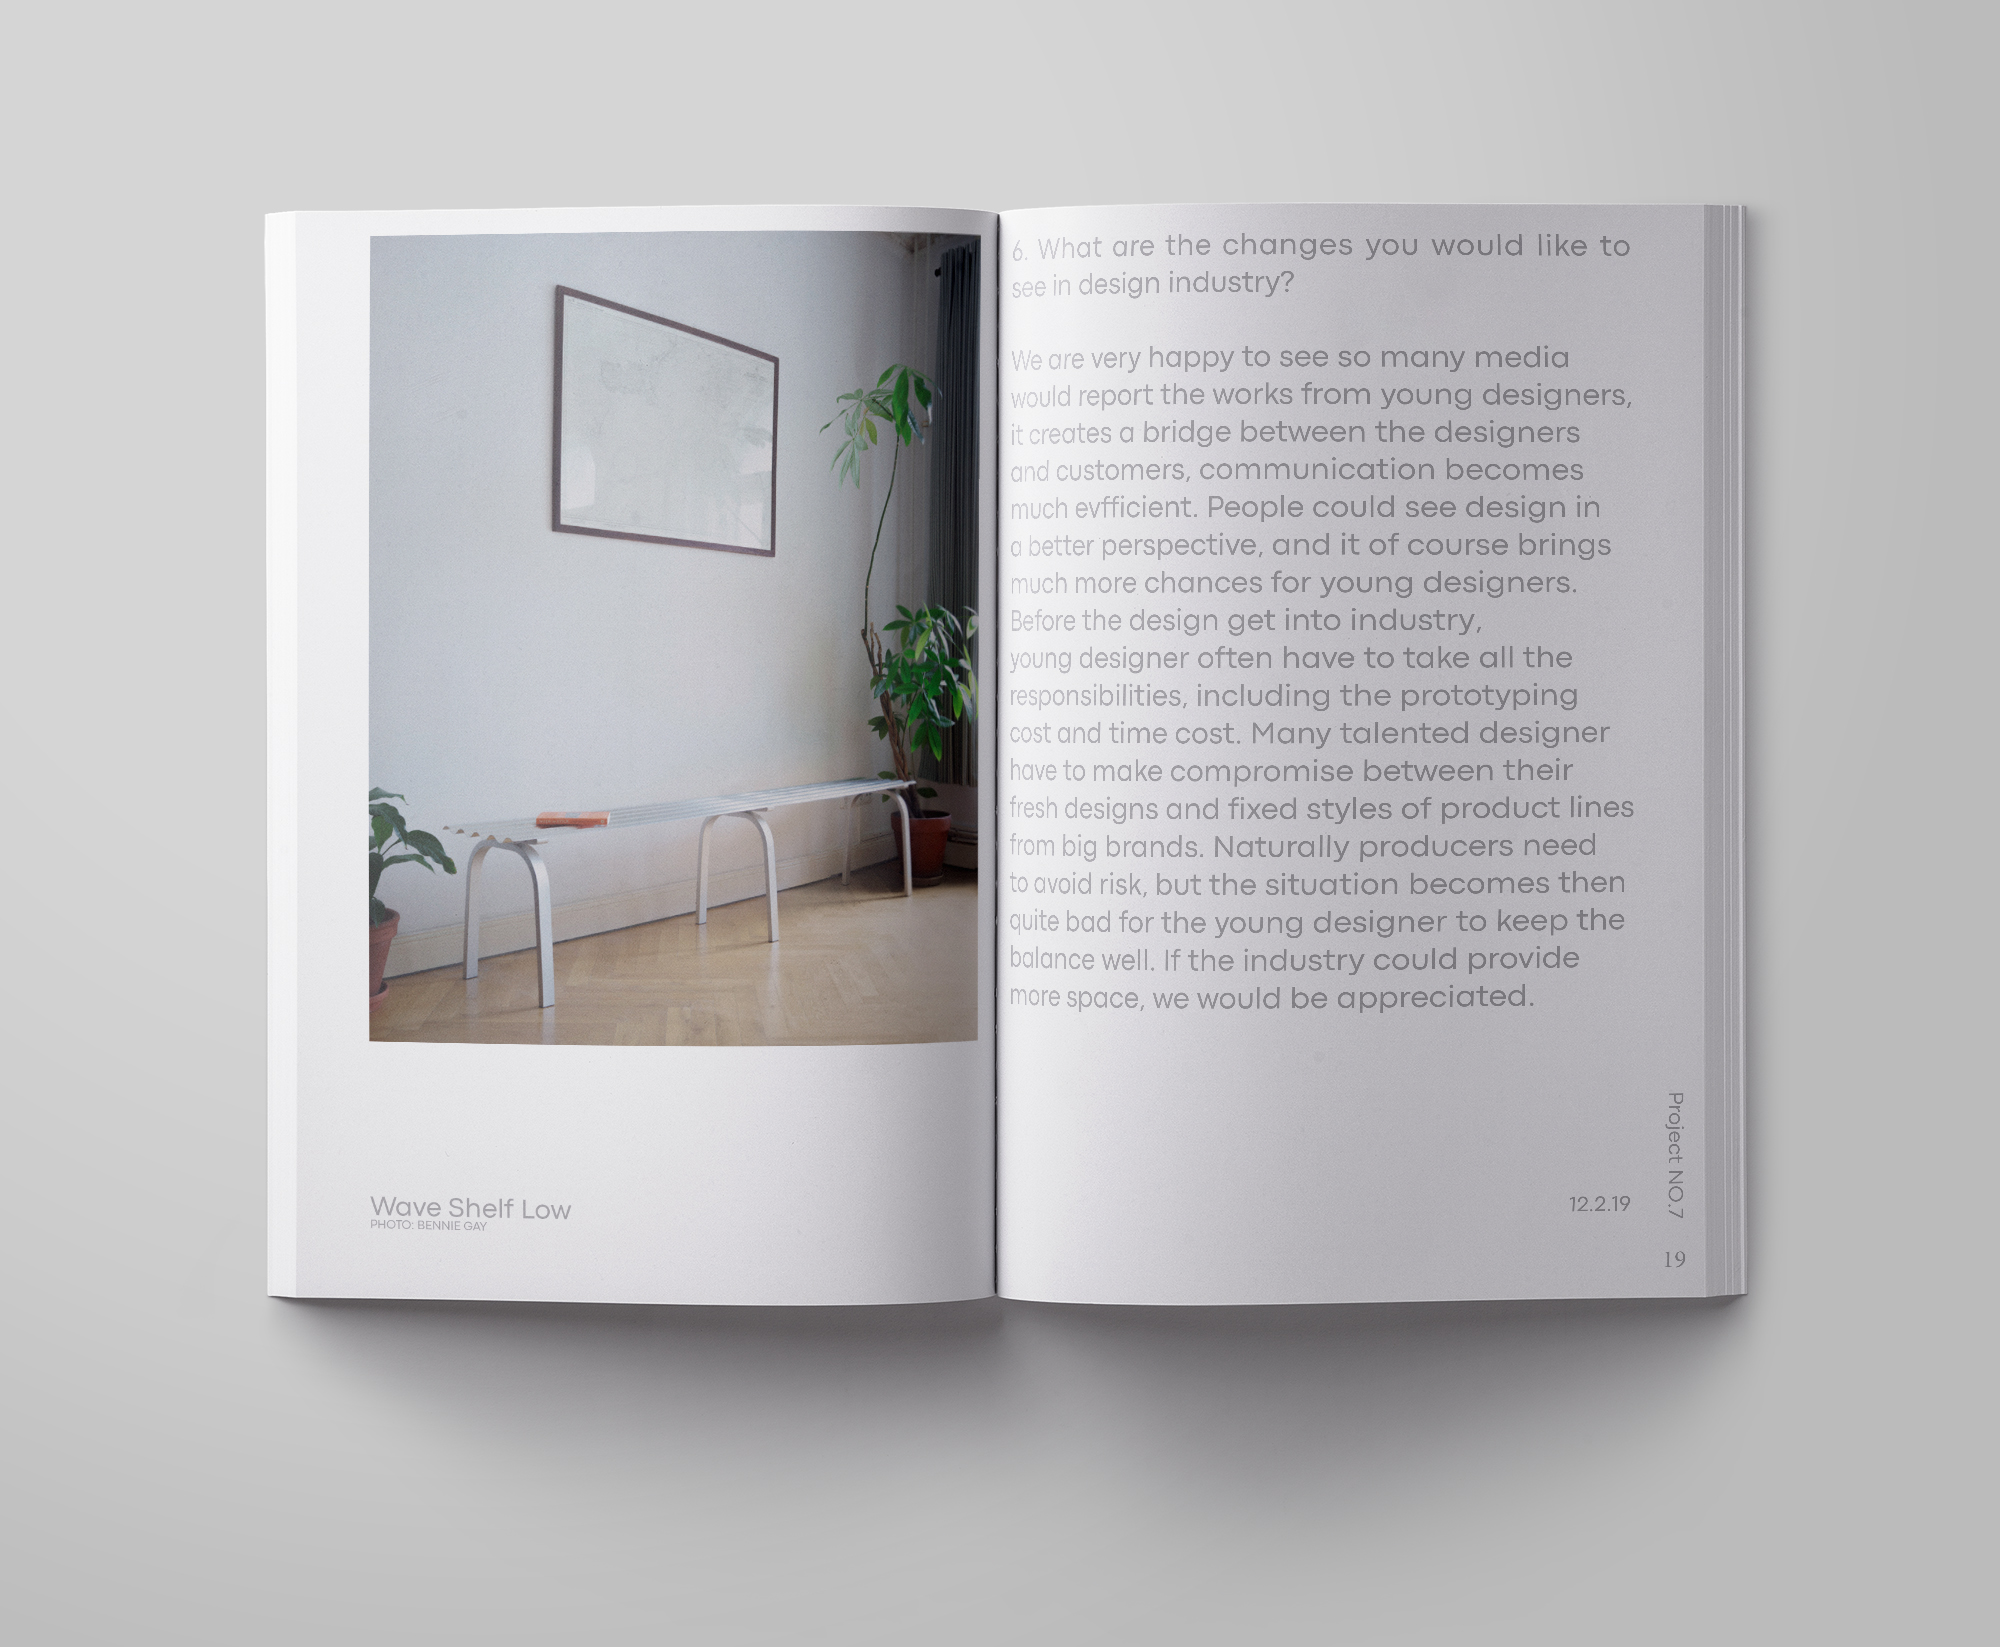 Wave Shelf Low
PHOTO: BENNIE GAY
6. What are the changes you would like to
see in design industry?
We are very happy to see so many media
would report the works from young designers,
it creates a bridge between the designers
and customers, communication becomes
much evfficient. People could see design in
a better perspective, and it of course brings
much more chances for young designers.
Before the design get into industry,
young designer often have to take all the
responsibilities, including the prototyping
cost and time cost. Many talented designer
have to make compromise between their
fresh designs and fixed styles of product lines
from big brands. Naturally producers need
to avoid risk, but the situation becomes then
quite bad for the young designer to keep the
balance well. If the industry could provide
more space, we would be appreciated.
Project NO.7
12.2.19
19